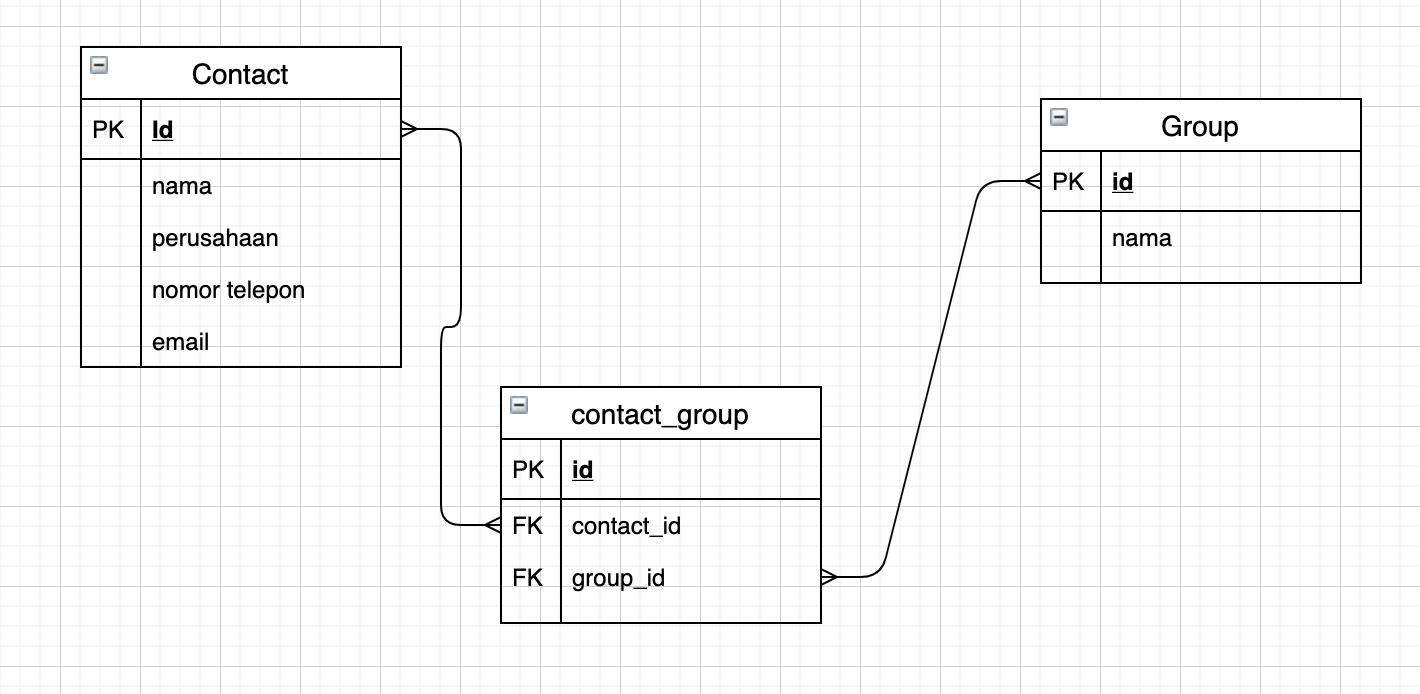 Contact
PK Id
nama
perusahaan
nomor telepon
email
Group
PK id
nama
contact_group
PK id
FK contact_id
FK group_id